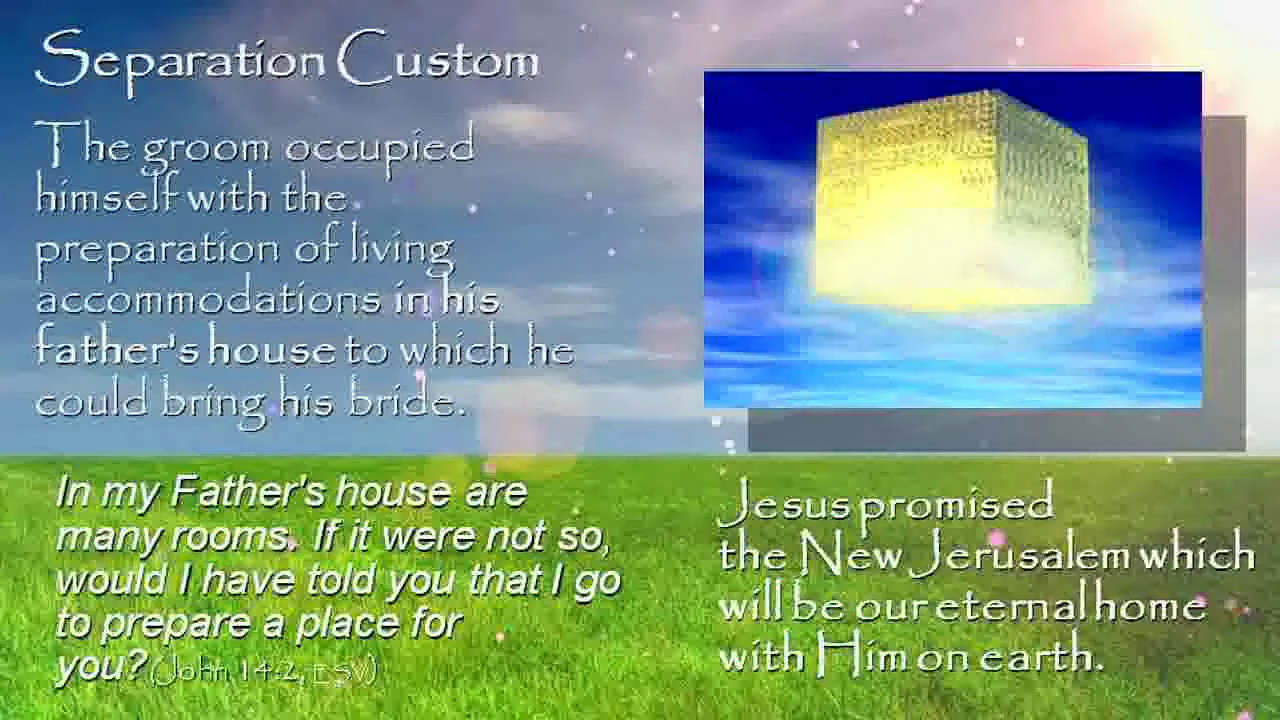 Separation Custom
The groom occupied
himself with the
preparation of living
accommodations in his
father's house to which he
could bring his bride.
In my Father's house are
many rooms. If it were not so,
would I have told you that I go
to prepare a place for
you? (John 14:2, ESV)
Jesus promised
the New Jerusalem which
will be our eternal home
with Him on earth.